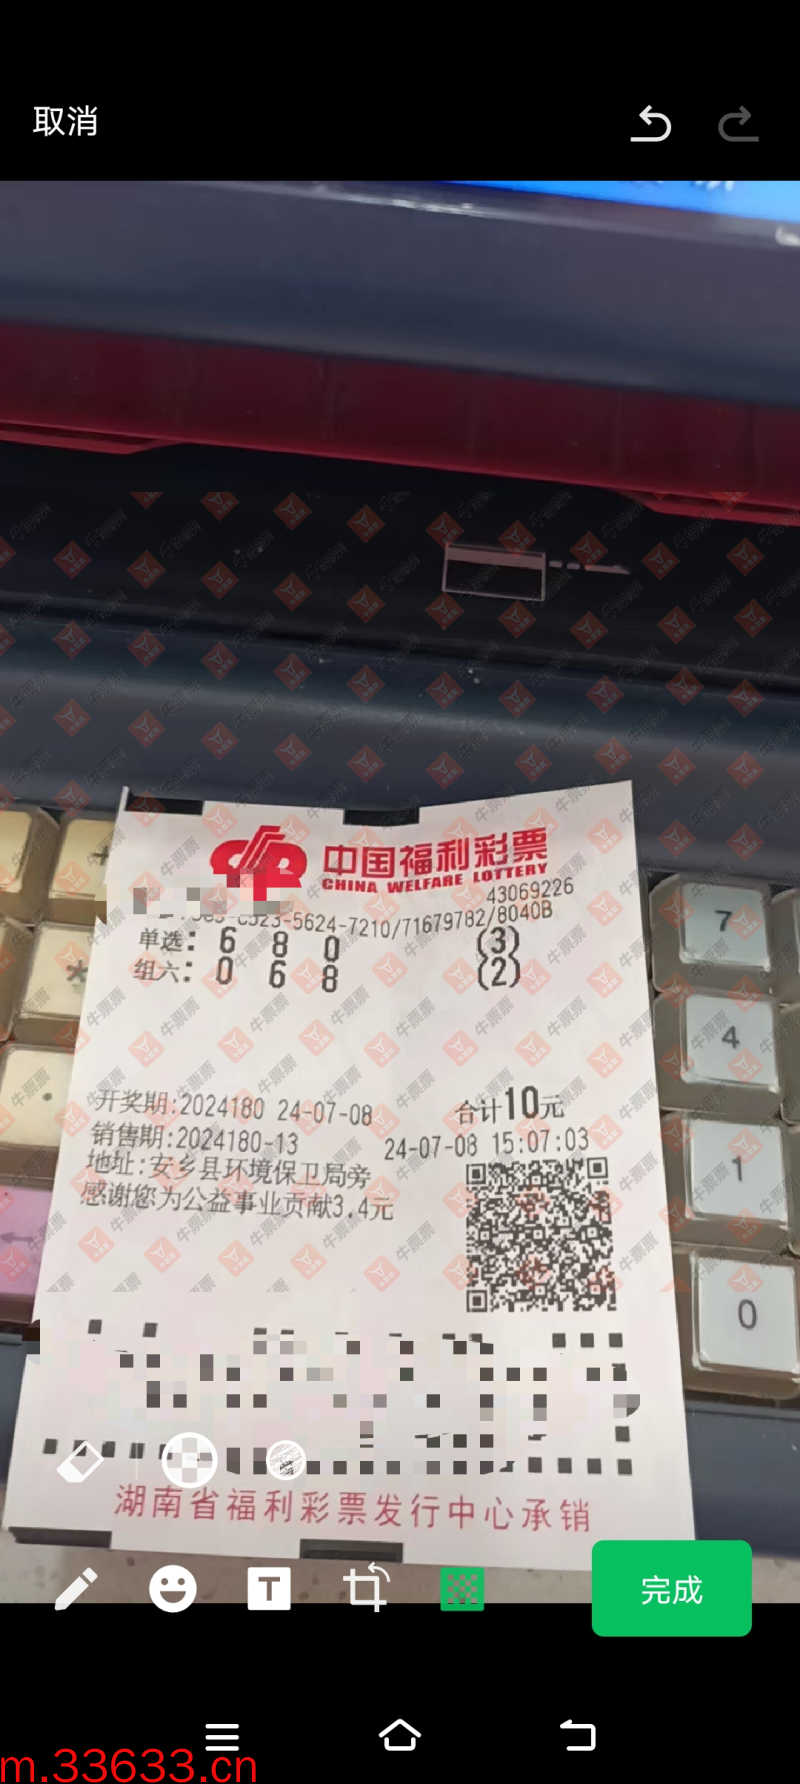 取消
中国福利彩票
CHINA WELFARE LOTTERY
43069226
5624-7210/71679782/8040B
单选: 6 8 0 (3)
组六: 0 6 8 (2)
开奖期:2024180 24-07-08 合计10元
销售期:2024180-13 24-07-08 15:07:03
地址:安乡县环境保卫局旁
感谢您为公益事业贡献3.4元
湖南省福利彩票发行中心承销
+
*
7
4
1
0
牛票票
T
完成
m.33633.cn